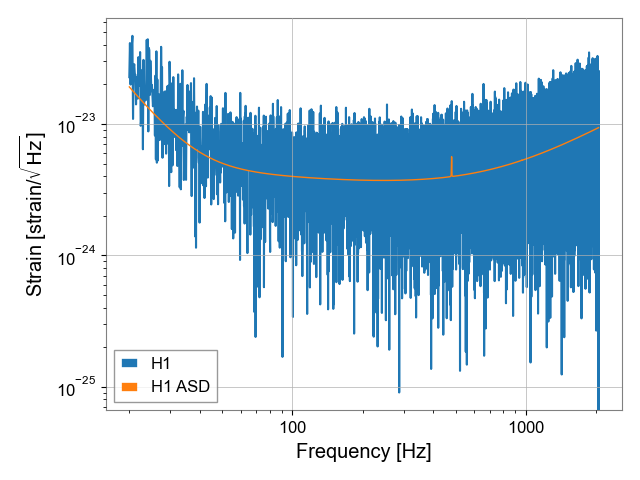 10⁻²³
10⁻²⁴
10⁻²⁵
Strain [strain/√Hz]
H1
H1 ASD
100
1000
Frequency [Hz]